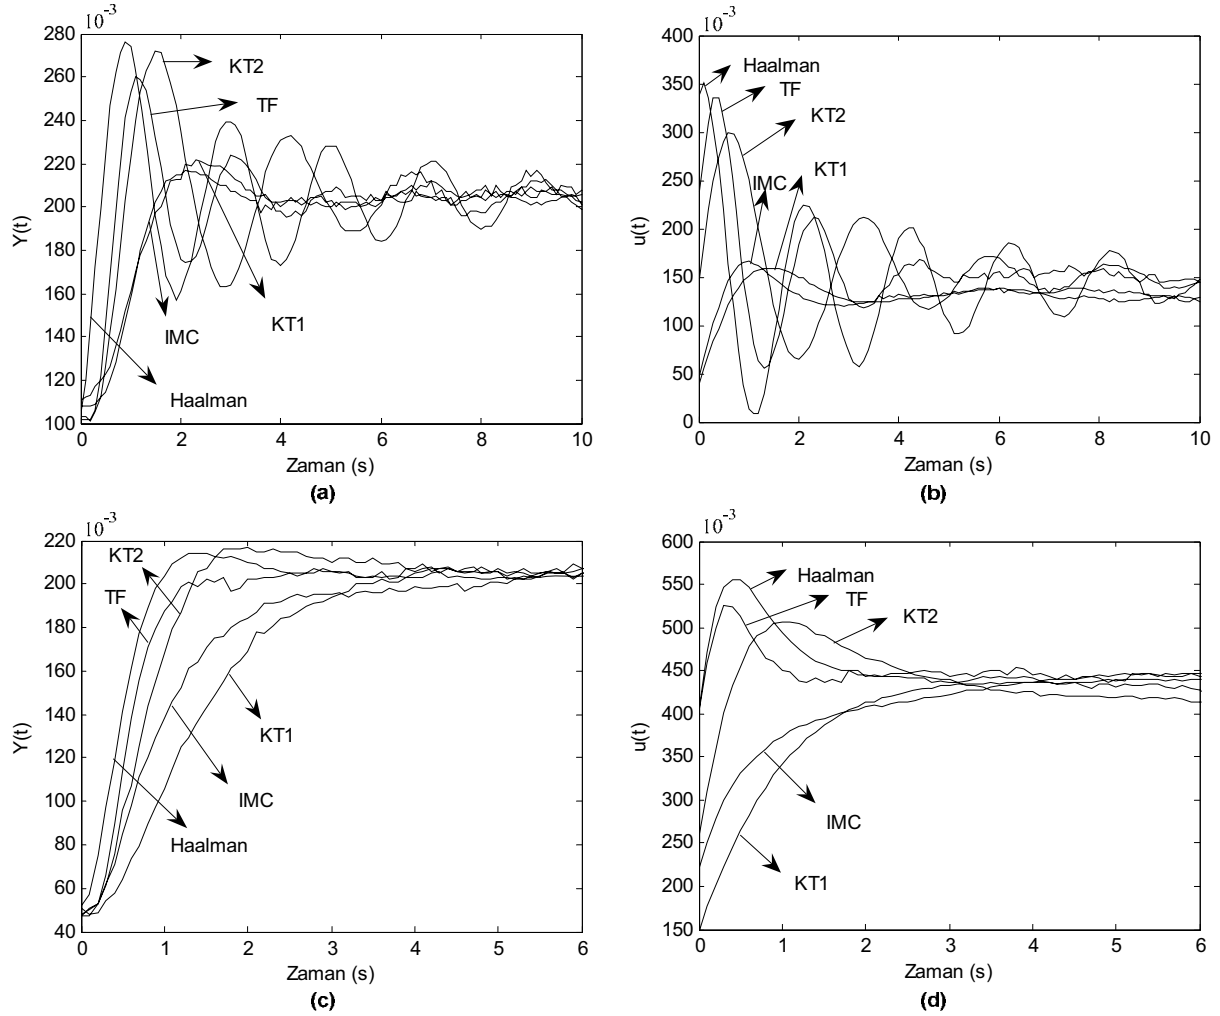 10-3
280
260
240
220
200
180
160
140
120
100
Y(t)
KT2
TF
IMC
KT1
Haalman
0
2
4
6
8
10
Zaman (s)
(a)
10-3
400
350
300
250
200
150
100
50
0
u(t)
Haalman
TF
KT2
IMC
KT1
0
2
4
6
8
10
Zaman (s)
(b)
10-3
220
200
180
160
140
120
100
80
60
40
Y(t)
KT2
TF
KT1
IMC
Haalman
0
1
2
3
4
5
6
Zaman (s)
(c)
10-3
600
550
500
450
400
350
300
250
200
150
u(t)
Haalman
TF
KT2
IMC
KT1
0
1
2
3
4
5
6
Zaman (s)
(d)